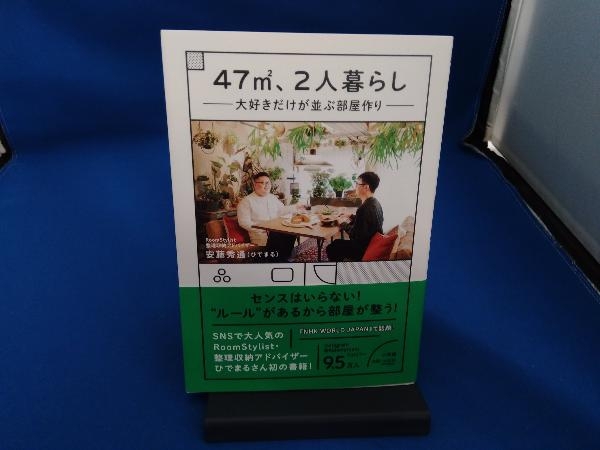 47㎡、2人暮らし
大好きだけが並ぶ部屋作り
RoomStylist
整理収納アドバイザー
安藤秀通(ひでまる)
センスはいらない!
"ルール"があるから部屋が整う!
SNSで大人気の
RoomStylist・
整理収納アドバイザー
ひでまるさん初の書籍!
『NHK WORLD JAPAN』で話題!
9.5万人